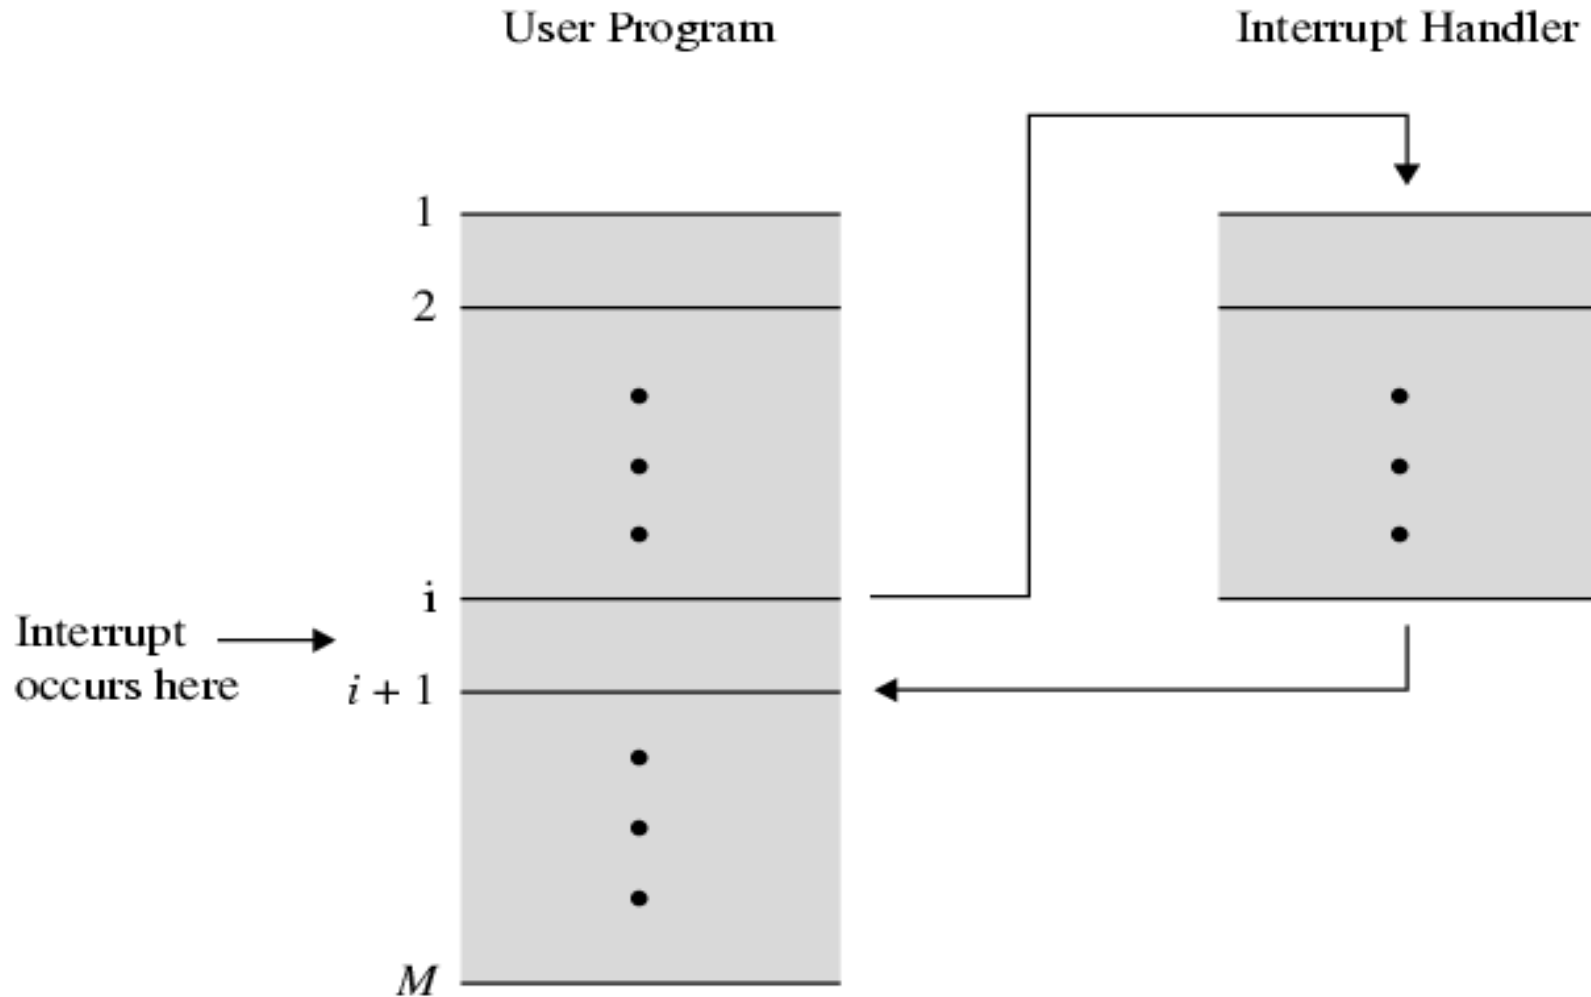 User Program
Interrupt Handler
1
2
i
Interrupt
occurs here
i + 1
M